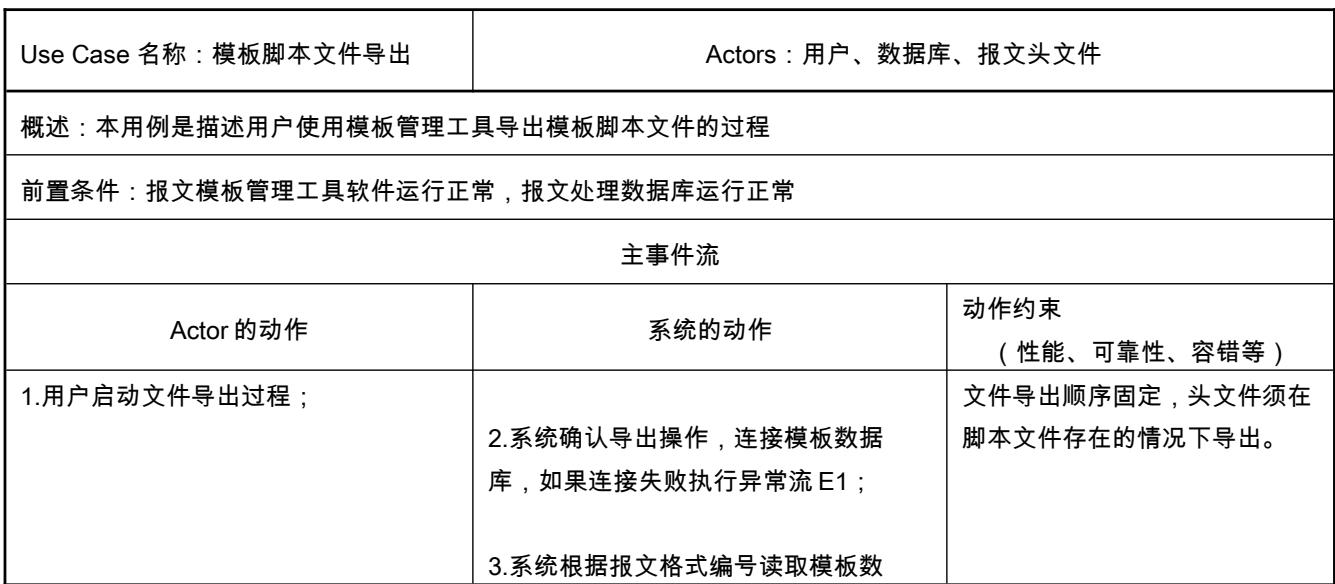 Use Case 名称：模板脚本文件导出
Actors：用户、数据库、报文头文件
概述：本用例是描述用户使用模板管理工具导出模板脚本文件的过程
前置条件：报文模板管理工具软件运行正常，报文处理数据库运行正常
主事件流
Actor 的动作
系统的动作
动作约束
（性能、可靠性、容错等）
1.用户启动文件导出过程；
2.系统确认导出操作，连接模板数据
库，如果连接失败执行异常流 E1；
3.系统根据报文格式编号读取模板数
文件导出顺序固定，头文件须在
脚本文件存在的情况下导出。